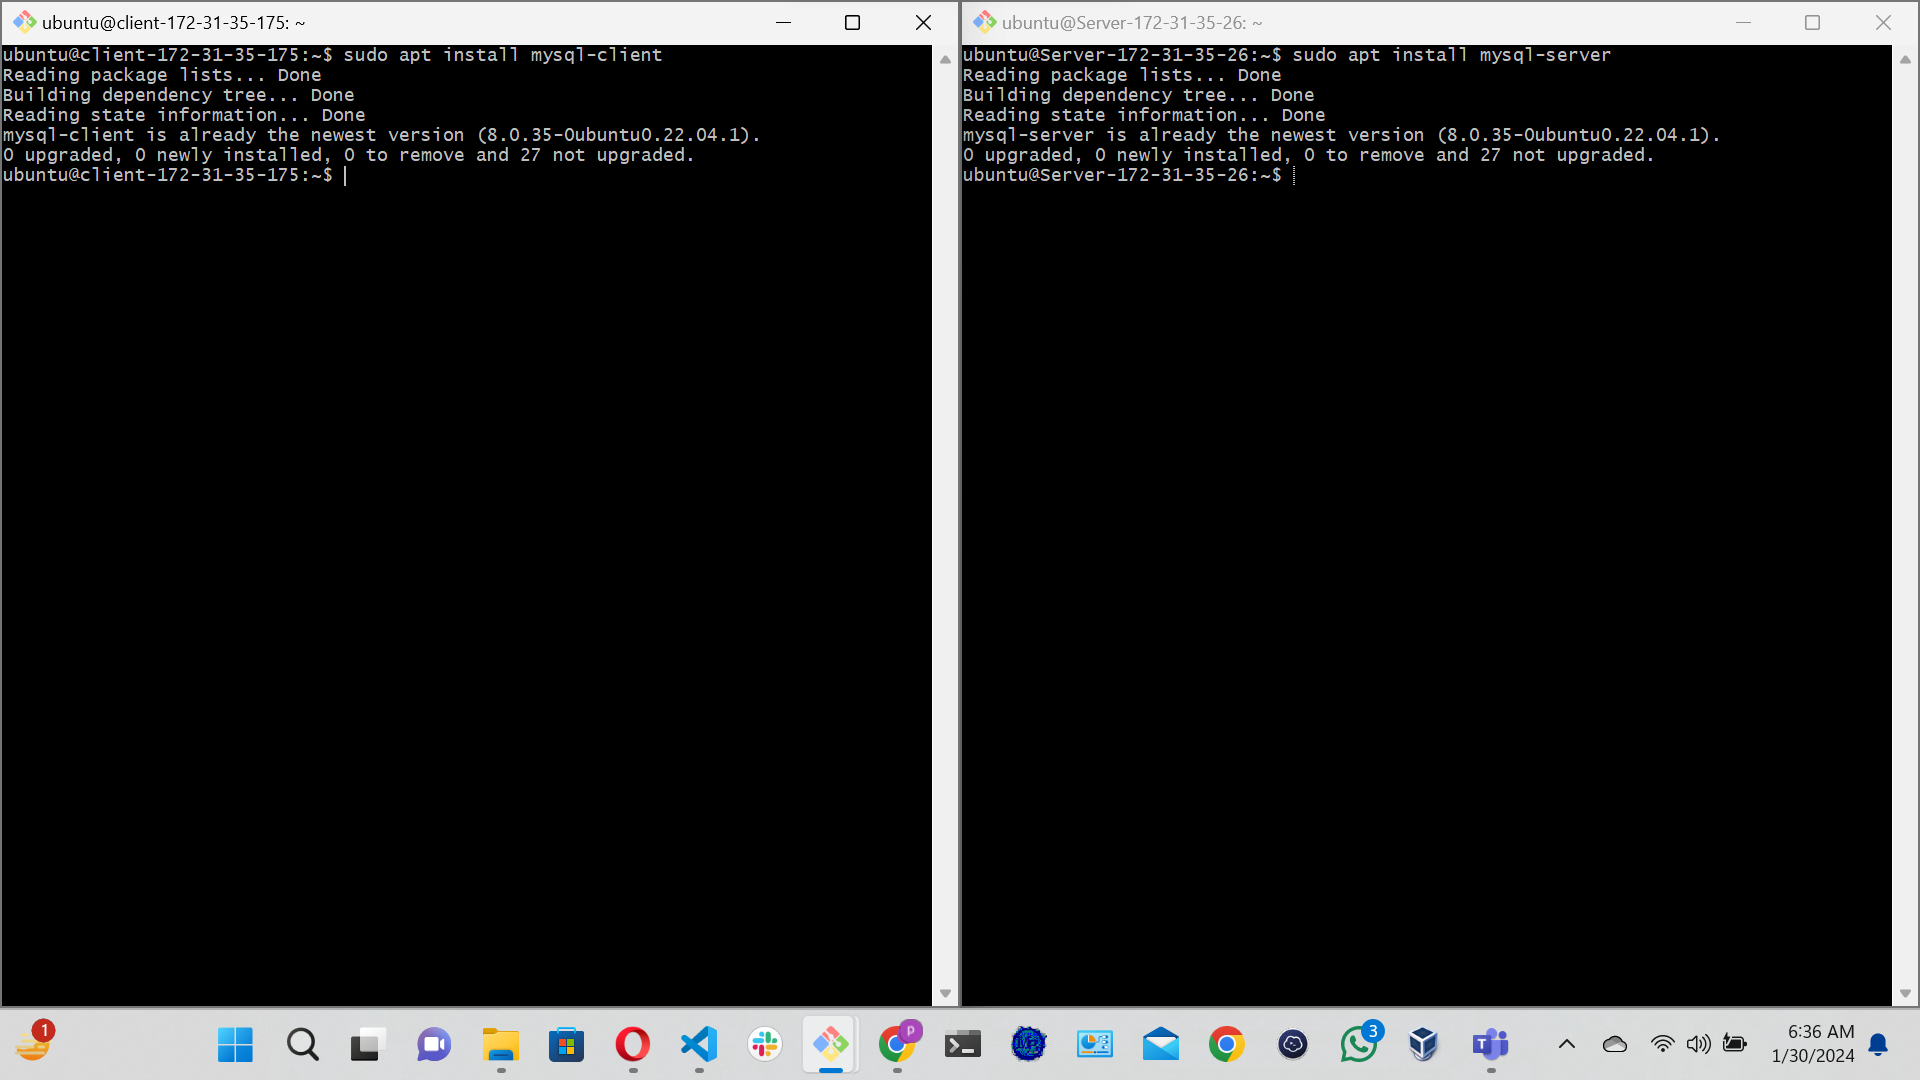 ubuntu@client-172-31-35-175: ~
ubuntu@client-172-31-35-175:~$ sudo apt install mysql-client
Reading package lists... Done
Building dependency tree... Done
Reading state information... Done
mysql-client is already the newest version (8.0.35-0ubuntu0.22.04.1).
0 upgraded, 0 newly installed, 0 to remove and 27 not upgraded.
ubuntu@client-172-31-35-175:~$
ubuntu@Server-172-31-35-26: ~
ubuntu@Server-172-31-35-26:~$ sudo apt install mysql-server
Reading package lists... Done
Building dependency tree... Done
Reading state information... Done
mysql-server is already the newest version (8.0.35-0ubuntu0.22.04.1).
0 upgraded, 0 newly installed, 0 to remove and 27 not upgraded.
ubuntu@Server-172-31-35-26:~$
1
P
3
T
6:36 AM
1/30/2024